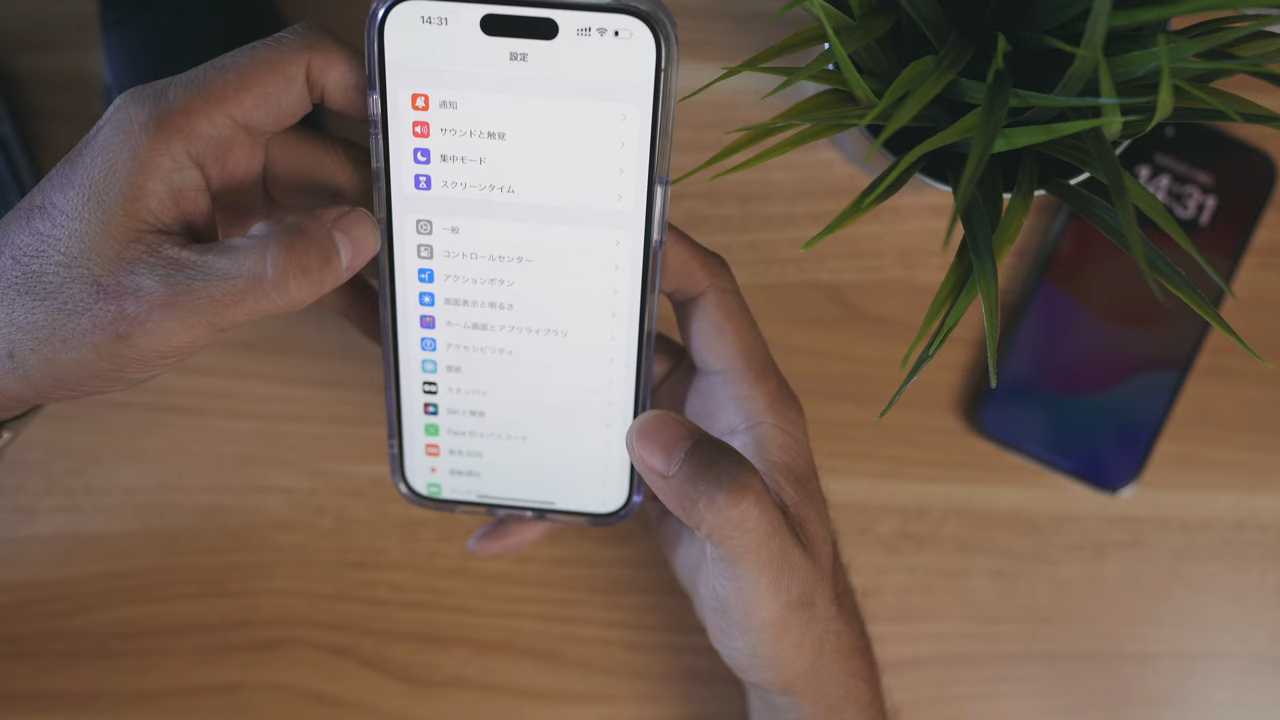 14:31
設定
通知
サウンドと触覚
集中モード
スクリーンタイム
一般
コントロールセンター
アクションボタン
画面表示と明るさ
ホーム画面とアプリライブラリ
アクセシビリティ
壁紙
スタンバイ
Siriと検索
Face IDとパスコード
緊急SOS
14:31